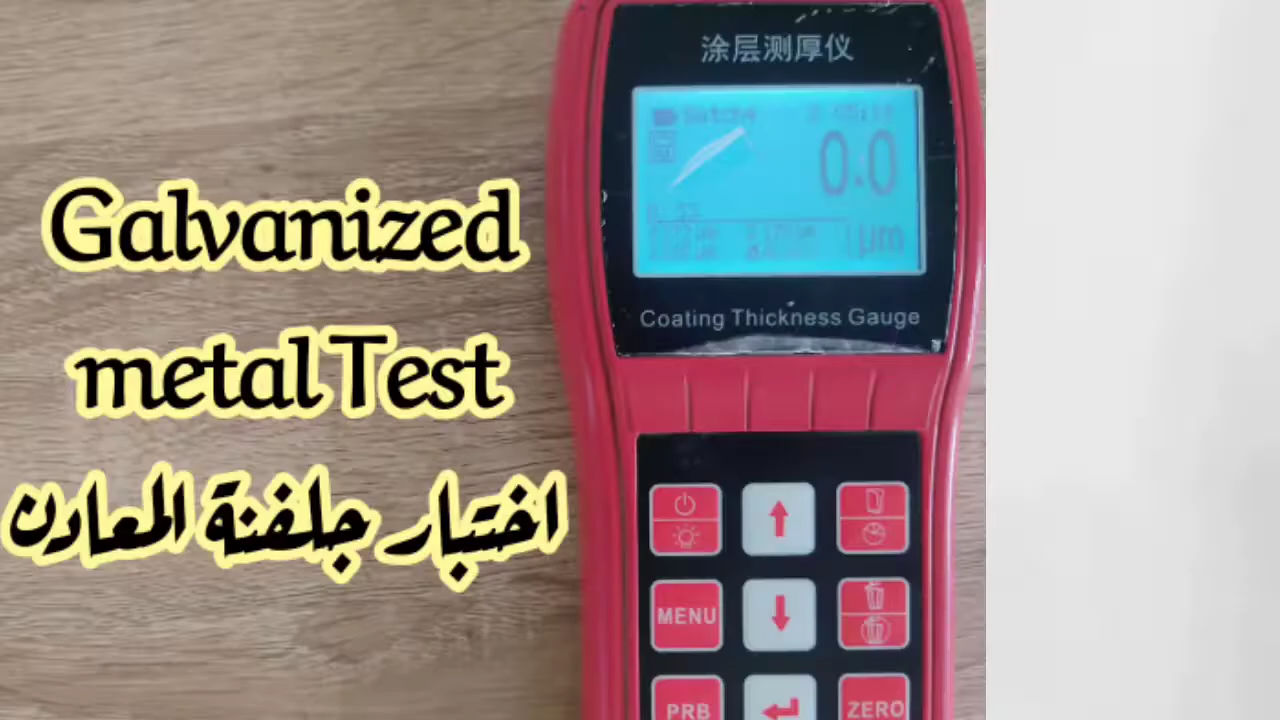 Galvanized
metal Test
اختبار جلفنة المعادن
涂层测厚仪
0.0
μm
Coating Thickness Gauge
MENU
PRB
ZERO